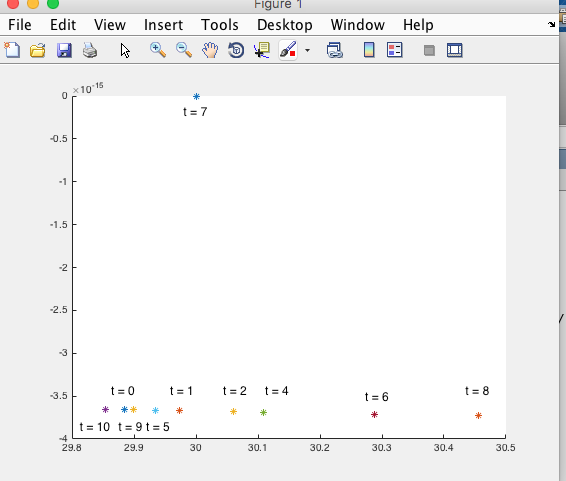 Figure 1
File Edit View Insert Tools Desktop Window Help
×10^-15
0
t = 7
-0.5
-1
-1.5
-2
-2.5
-3
-3.5
t = 0 t = 1 t = 2 t = 4 t = 6 t = 8
t = 10 t = 9 t = 5
-4
29.8 29.9 30 30.1 30.2 30.3 30.4 30.5